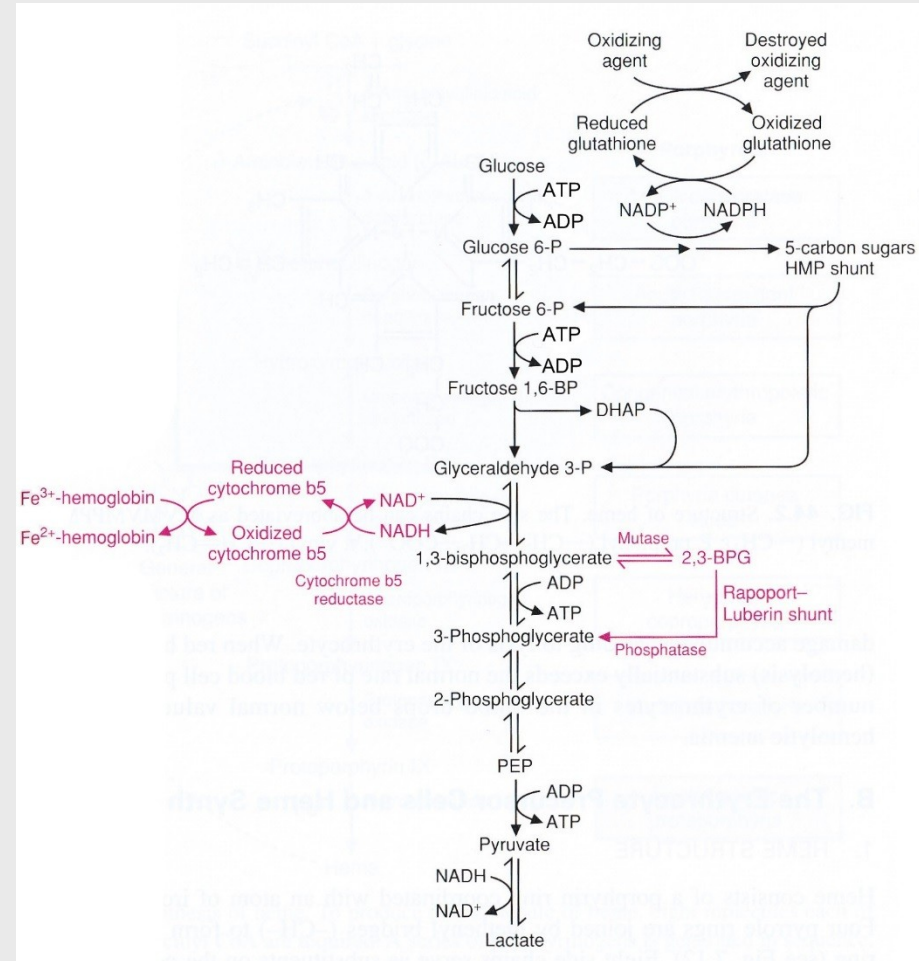 Oxidizing
agent
Destroyed
oxidizing
agent
Reduced
glutathione
Oxidized
glutathione
Glucose
ATP
ADP
NADP+
NADPH
Glucose 6-P
5-carbon sugars
HMP shunt
Fructose 6-P
ATP
ADP
Fructose 1,6-BP
DHAP
Glyceraldehyde 3-P
Fe³⁺-hemoglobin
Fe²⁺-hemoglobin
Reduced
cytochrome b5
Oxidized
cytochrome b5
NAD⁺
NADH
Cytochrome b5
reductase
1,3-bisphosphoglycerate
Mutase
2,3-BPG
Rapoport–
Luberin shunt
ADP
ATP
3-Phosphoglycerate
Phosphatase
2-Phosphoglycerate
PEP
ADP
ATP
Pyruvate
NADH
NAD⁺
Lactate